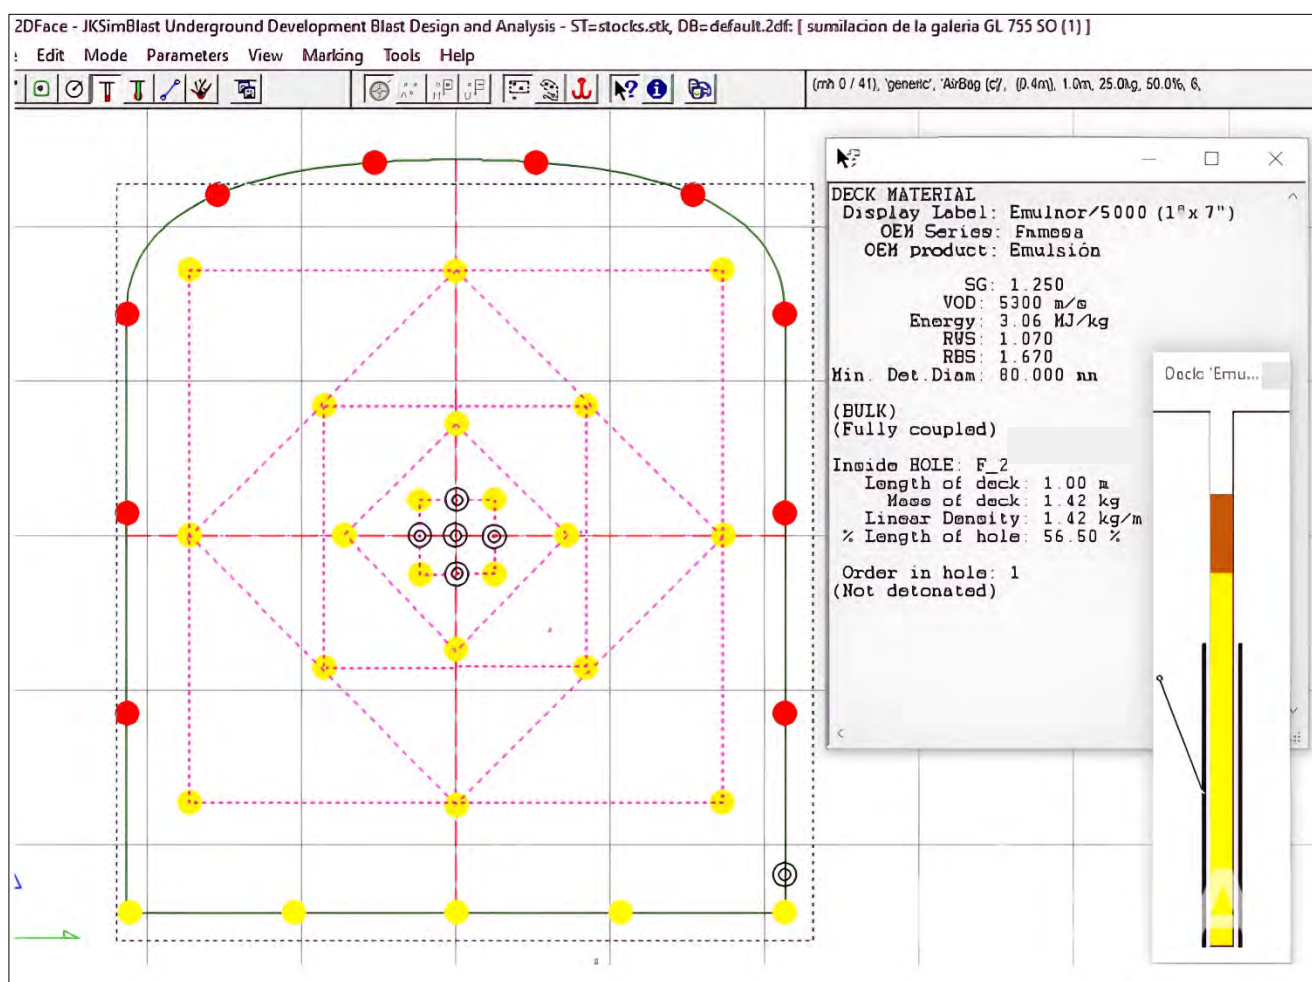 2DFace - JKSimBlast Underground Development Blast Design and Analysis - ST=stocks.stk, DB=default.2df: [ sumilacion de la galeria GL 755 SO (1) ]
Edit Mode Parameters View Marking Tools Help
(mh 0 / 41), 'generic', 'AirBag (c)', (0.4m), 1.0m, 25.0kg, 50.0%, 6,
DECK MATERIAL
Display Label: Emulnor/5000 (1"x 7")
OEM Series: Fnmosa
OEM product: Emulsión
SG: 1.250
VOD: 5300 m/s
Energy: 3.06 MJ/kg
RWS: 1.070
RBS: 1.670
Min. Det.Diam: 80.000 mm
(BULK)
(Fully coupled)
Inside HOLE: F_2
Length of deck: 1.00 m
Mass of deck: 1.42 kg
Linear Density: 1.42 kg/m
% Length of hole: 56.50 %
Order in hole: 1
(Not detonated)
Deck 'Emu...